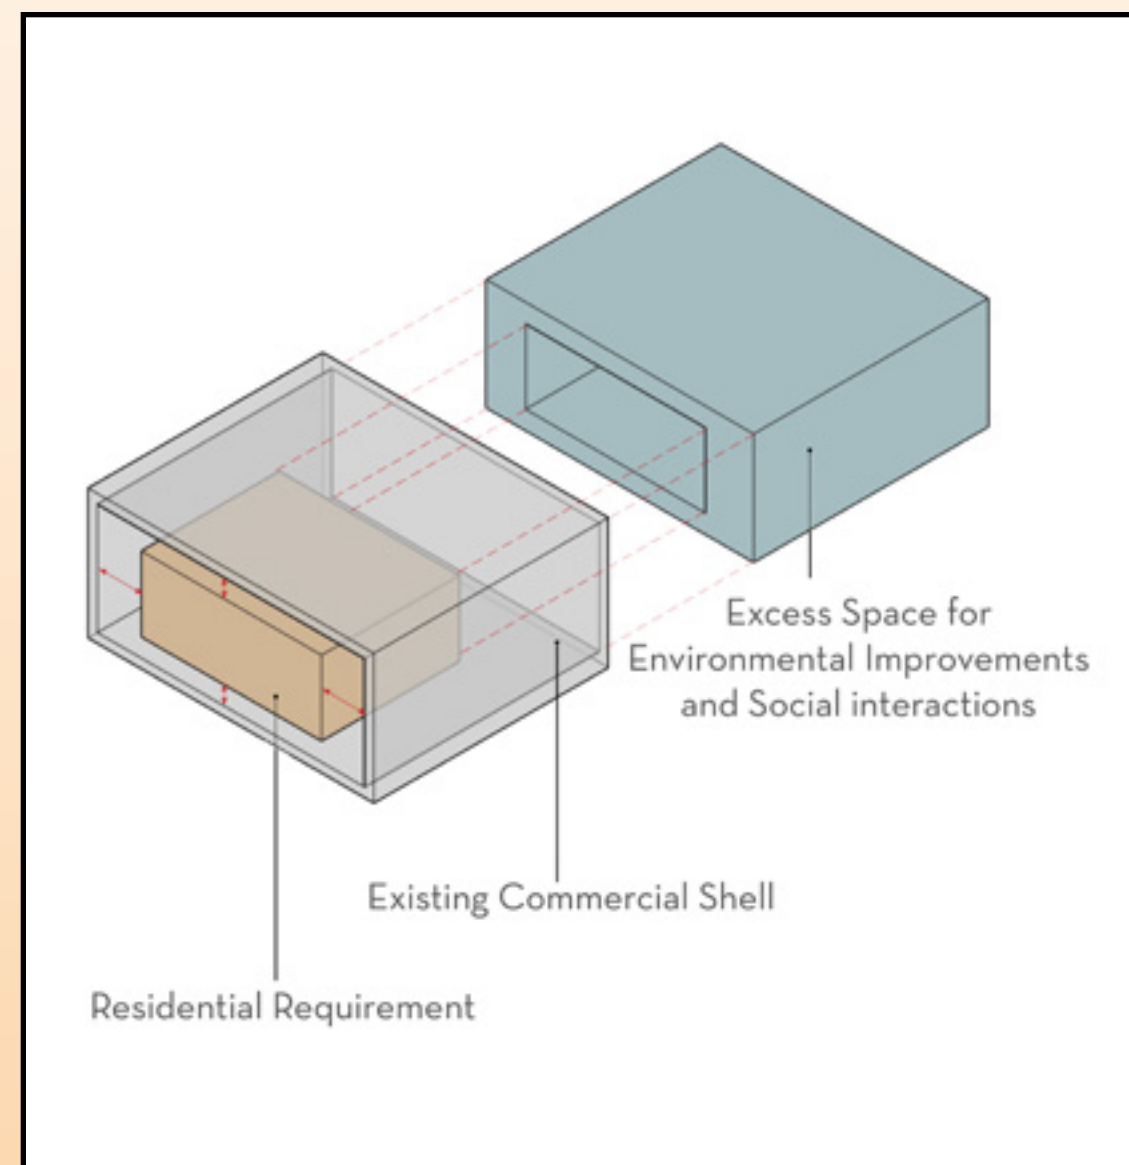 Excess Space for
Environmental Improvements
and Social interactions
Existing Commercial Shell
Residential Requirement